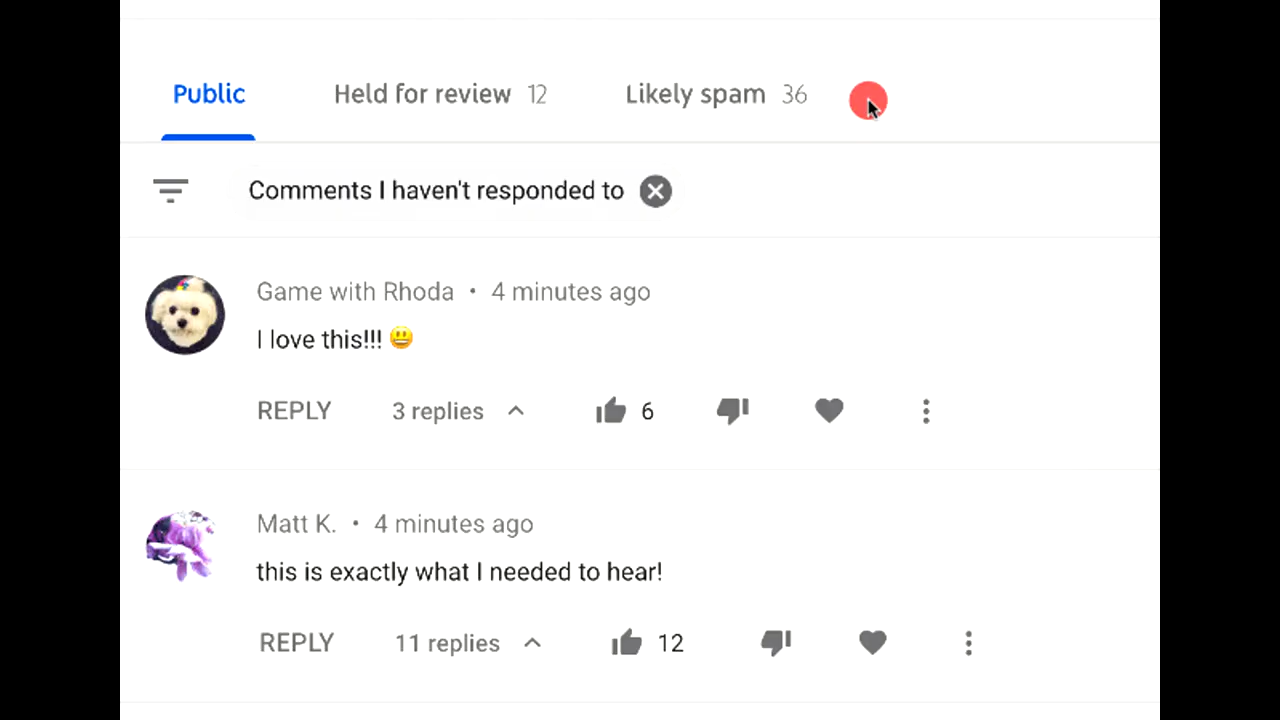 Public Held for review 12 Likely spam 36
Comments I haven't responded to
Game with Rhoda • 4 minutes ago
I love this!!! 😃
REPLY 3 replies 6
Matt K. • 4 minutes ago
this is exactly what I needed to hear!
REPLY 11 replies 12